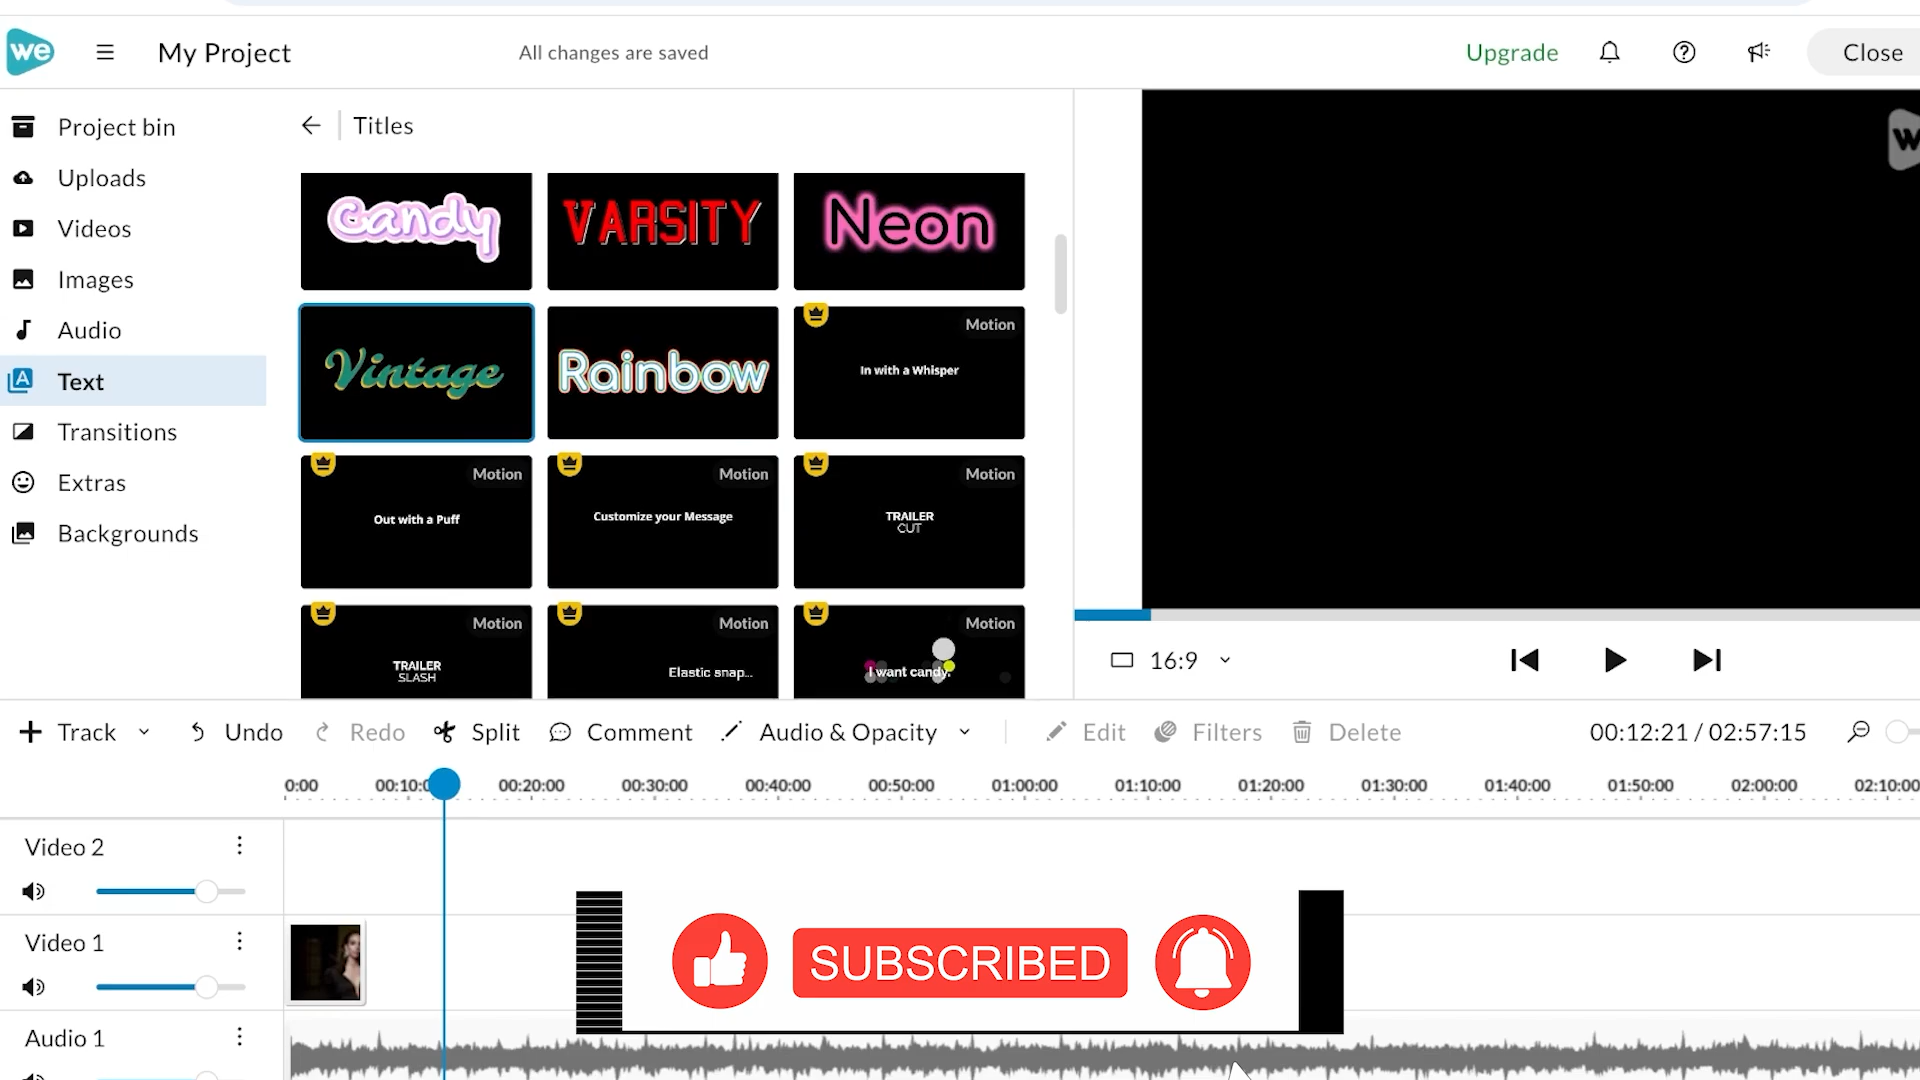 we
My Project
All changes are saved
Upgrade
Close
Project bin
Uploads
Videos
Images
Audio
Text
Transitions
Extras
Backgrounds
Titles
Candy
VARSITY
Neon
Vintage
Rainbow
Motion
In with a Whisper
Motion
Out with a Puff
Motion
Customize your Message
Motion
TRAILER
CUT
Motion
TRAILER
SLASH
Motion
Elastic snap...
Motion
I want candy.
W
16:9
Track
Undo
Redo
Split
Comment
Audio & Opacity
Edit
Filters
Delete
00:12:21 / 02:57:15
0:00 00:10:0 00:20:00 00:30:00 00:40:00 00:50:00 01:00:00 01:10:00 01:20:00 01:30:00 01:40:00 01:50:00 02:00:00 02:10:00
Video 2
Video 1
SUBSCRIBED
Audio 1